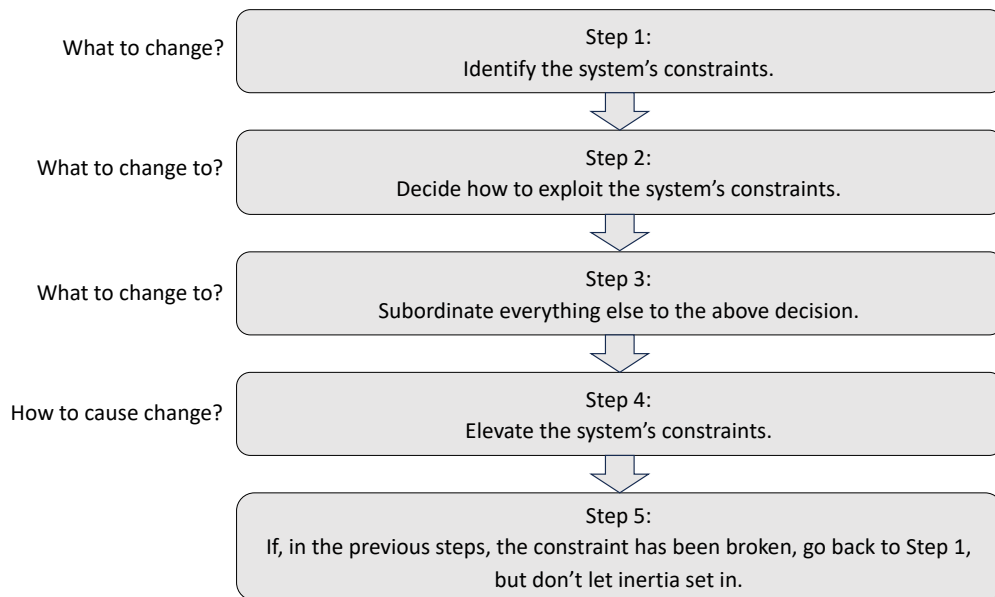 What to change?
Step 1:
Identify the system’s constraints.
What to change to?
Step 2:
Decide how to exploit the system’s constraints.
What to change to?
Step 3:
Subordinate everything else to the above decision.
How to cause change?
Step 4:
Elevate the system’s constraints.
Step 5:
If, in the previous steps, the constraint has been broken, go back to Step 1,
but don’t let inertia set in.